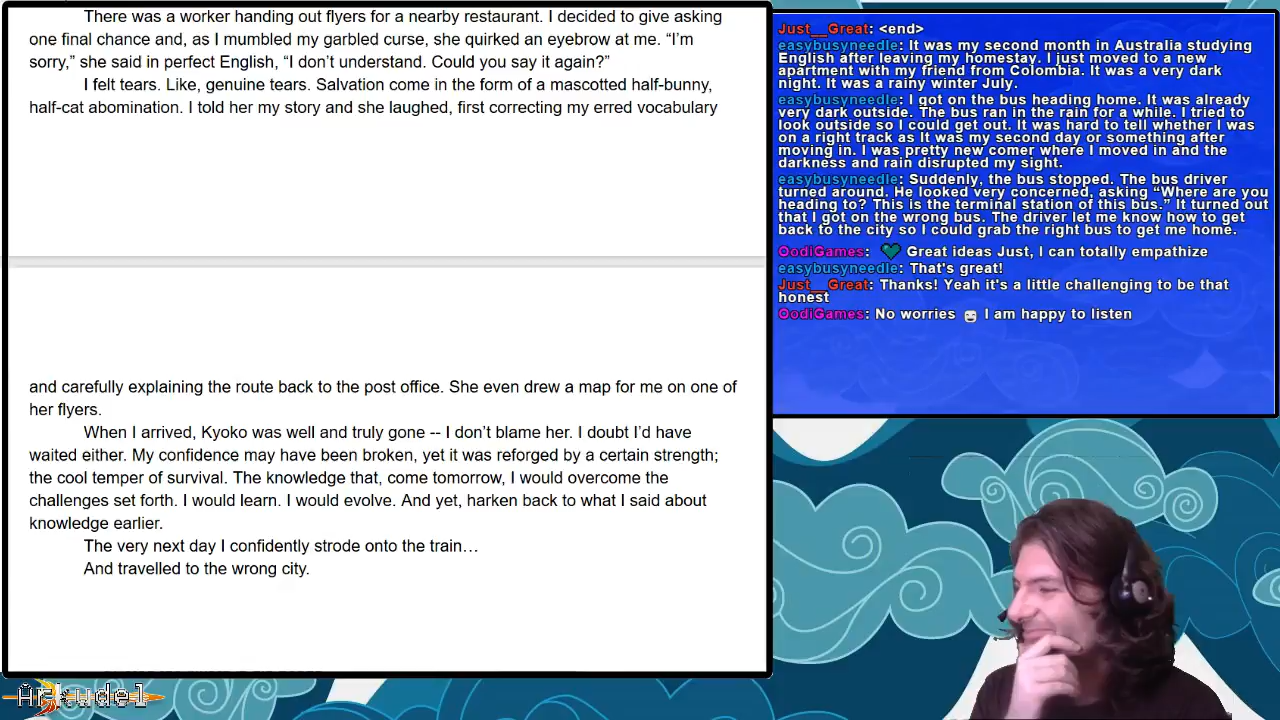 There was a worker handing out flyers for a nearby restaurant. I decided to give asking
one final chance and, as I mumbled my garbled curse, she quirked an eyebrow at me. “I’m
sorry,” she said in perfect English, “I don’t understand. Could you say it again?”
I felt tears. Like, genuine tears. Salvation come in the form of a mascotted half-bunny,
half-cat abomination. I told her my story and she laughed, first correcting my erred vocabulary
and carefully explaining the route back to the post office. She even drew a map for me on one of
her flyers.
When I arrived, Kyoko was well and truly gone -- I don’t blame her. I doubt I’d have
waited either. My confidence may have been broken, yet it was reforged by a certain strength;
the cool temper of survival. The knowledge that, come tomorrow, I would overcome the
challenges set forth. I would learn. I would evolve. And yet, harken back to what I said about
knowledge earlier.
The very next day I confidently strode onto the train…
And travelled to the wrong city.
Just__Great: <end>
easybusyneedle: It was my second month in Australia studying
English after leaving my homestay. I just moved to a new
apartment with my friend from Colombia. It was a very dark
night. It was a rainy winter July.
easybusyneedle: I got on the bus heading home. It was already
very dark outside. The bus ran in the rain for a while. I tried to
look outside so I could get out. It was hard to tell whether I was
on a right track as It was my second day or something after
moving in. I was pretty new comer where I moved in and the
darkness and rain disrupted my sight.
easybusyneedle: Suddenly, the bus stopped. The bus driver
turned around. He looked very concerned, asking “Where are you
heading to? This is the terminal station of this bus.” It turned out
that I got on the wrong bus. The driver let me know how to get
back to the city so I could grab the right bus to get me home.
OodiGames: Great ideas Just, I can totally empathize
easybusyneedle: That's great!
Just__Great: Thanks! Yeah it's a little challenging to be that
honest
OodiGames: No worries I am happy to listen
Arkudel